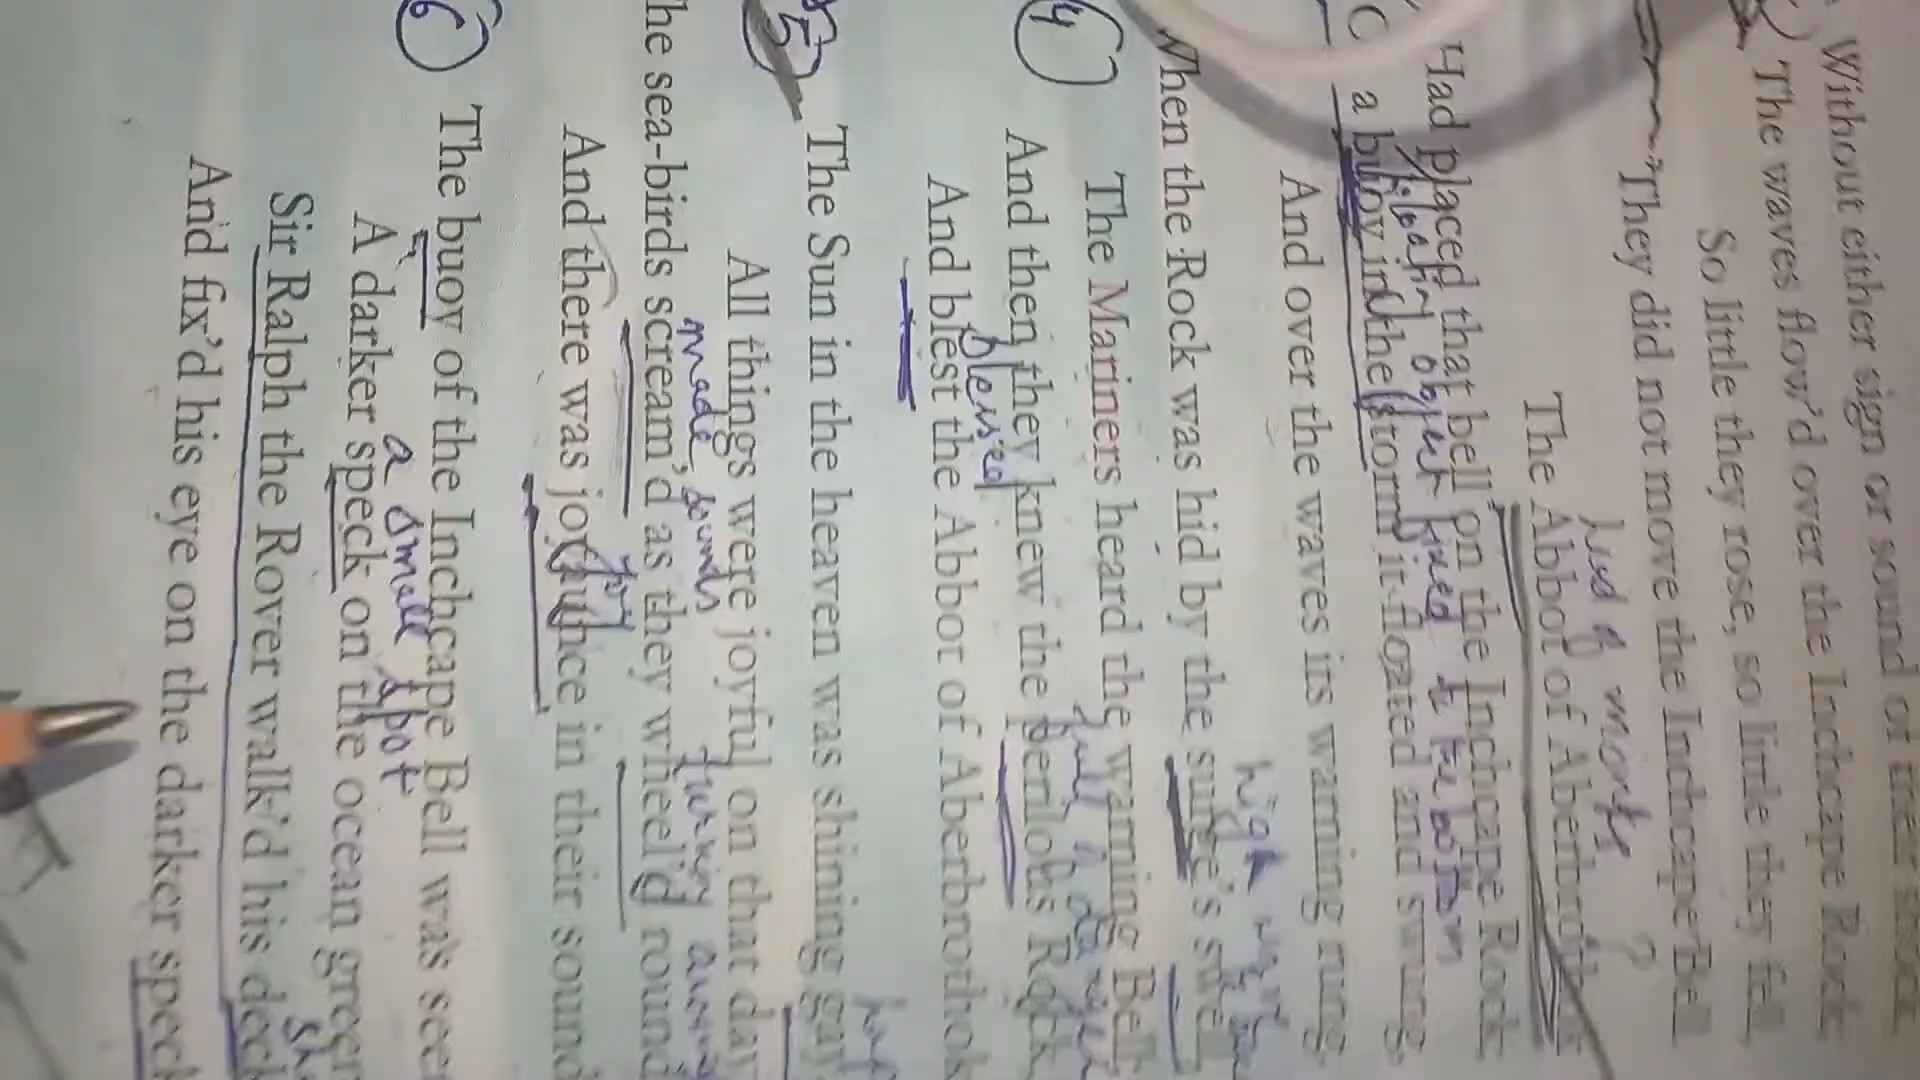 Without either sign or sound of their shock
The waves flow'd over the Inchcape Rock
So little they rose, so little they fell
They did not move the Inchcape Bell
Just a mark ?
The Abbot of Aberbrothok
Had placed that bell on the Inchcape Rock
floating object
a buoy in the storm it floated and swung,
And over the waves its warning rung.
high
When the Rock was hid by the surge's swell
The Mariners heard the warning Bell
④ And then they knew the perilous Rock
full of danger
blessed
And blest the Abbot of Aberbrothok
⑤ The Sun in the heaven was shining gay
All things were joyful on that day
made sounds turning around
The sea-birds scream'd as they wheel'd round
joy
And there was joyaunce in their sound
⑥ The buoy of the Inchcape Bell was seen
a small spot
A darker speck on the ocean green
Sir Ralph the Rover walk'd his deck
And fix'd his eye on the darker speck